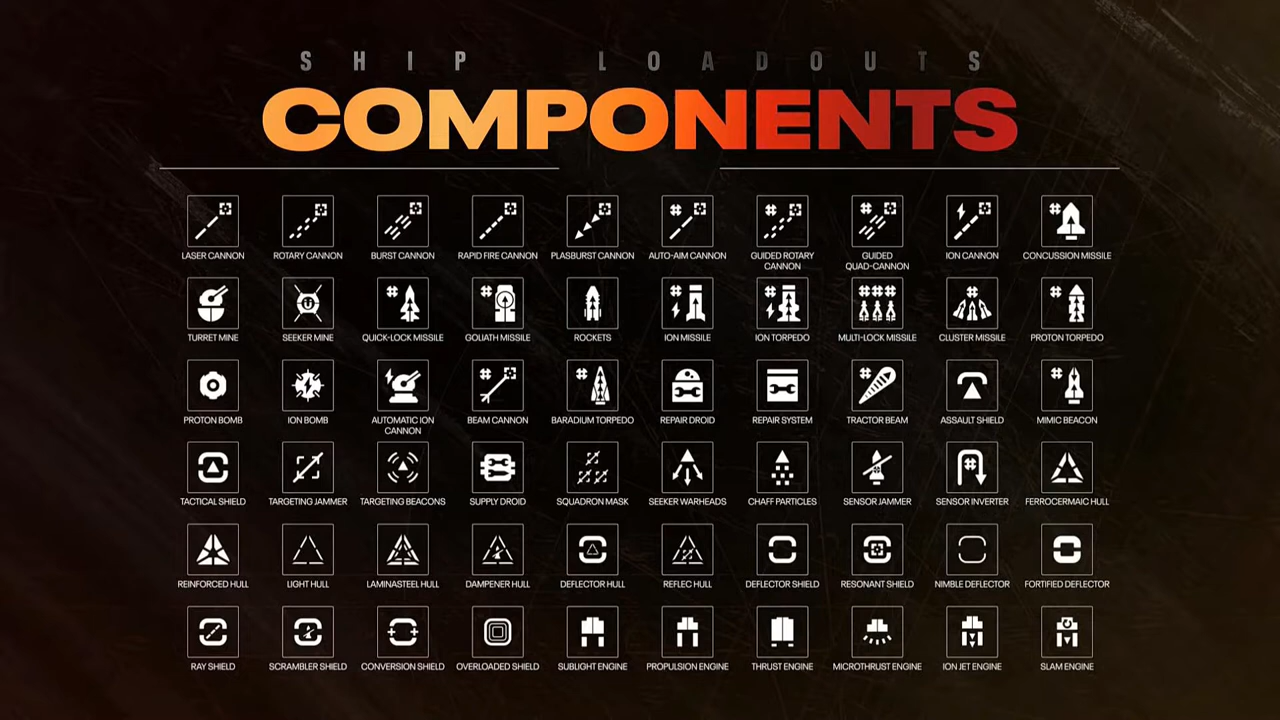 SHIP LOADOUTS
COMPONENTS
LASER CANNON
ROTARY CANNON
BURST CANNON
RAPID FIRE CANNON
PLASBURST CANNON
AUTO-AIM CANNON
GUIDED ROTARY
CANNON
GUIDED
QUAD-CANNON
ION CANNON
CONCUSSION MISSILE
TURRET MINE
SEEKER MINE
QUICK-LOCK MISSILE
GOLIATH MISSILE
ROCKETS
ION MISSILE
ION TORPEDO
MULTI-LOCK MISSILE
CLUSTER MISSILE
PROTON TORPEDO
PROTON BOMB
ION BOMB
AUTOMATIC ION
CANNON
BEAM CANNON
BARADIUM TORPEDO
REPAIR DROID
REPAIR SYSTEM
TRACTOR BEAM
ASSAULT SHIELD
MIMIC BEACON
TACTICAL SHIELD
TARGETING JAMMER
TARGETING BEACONS
SUPPLY DROID
SQUADRON MASK
SEEKER WARHEADS
CHAFF PARTICLES
SENSOR JAMMER
SENSOR INVERTER
FERROCERMAIC HULL
REINFORCED HULL
LIGHT HULL
LAMINASTEEL HULL
DAMPENER HULL
DEFLECTOR HULL
REFLEC HULL
DEFLECTOR SHIELD
RESONANT SHIELD
NIMBLE DEFLECTOR
FORTIFIED DEFLECTOR
RAY SHIELD
SCRAMBLER SHIELD
CONVERSION SHIELD
OVERLOADED SHIELD
SUBLIGHT ENGINE
PROPULSION ENGINE
THRUST ENGINE
MICROTHRUST ENGINE
ION JET ENGINE
SLAM ENGINE